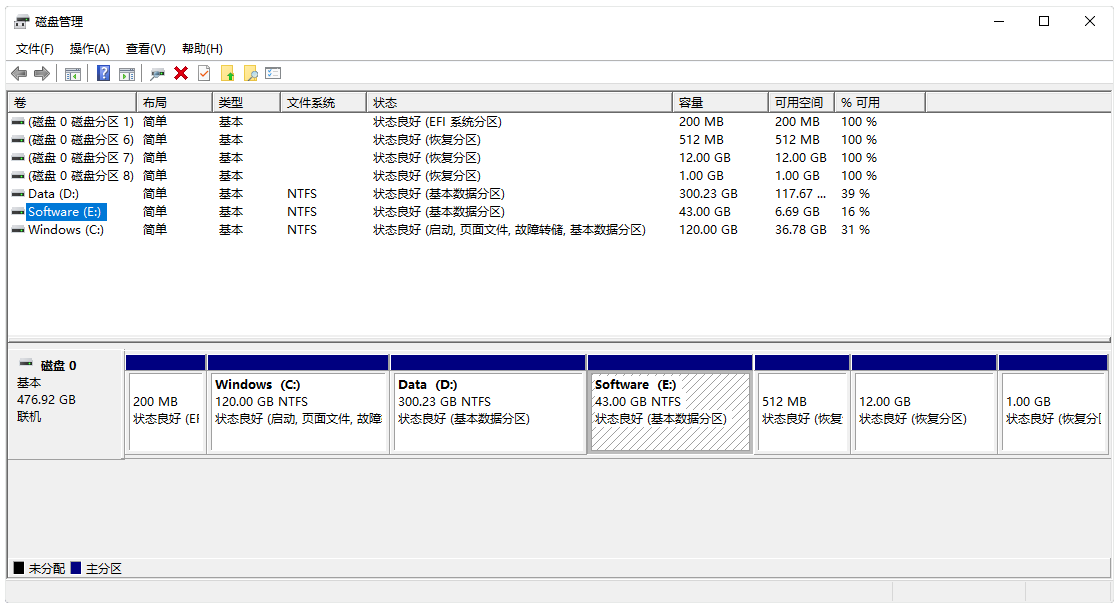 磁盘管理
文件(F) 操作(A) 查看(V) 帮助(H)
卷 布局 类型 文件系统 状态 容量 可用空间 % 可用
(磁盘 0 磁盘分区 1) 简单 基本 状态良好 (EFI 系统分区) 200 MB 200 MB 100 %
(磁盘 0 磁盘分区 6) 简单 基本 状态良好 (恢复分区) 512 MB 512 MB 100 %
(磁盘 0 磁盘分区 7) 简单 基本 状态良好 (恢复分区) 12.00 GB 12.00 GB 100 %
(磁盘 0 磁盘分区 8) 简单 基本 状态良好 (恢复分区) 1.00 GB 1.00 GB 100 %
Data (D:) 简单 基本 NTFS 状态良好 (基本数据分区) 300.23 GB 117.67 ... 39 %
Software (E:) 简单 基本 NTFS 状态良好 (基本数据分区) 43.00 GB 6.69 GB 16 %
Windows (C:) 简单 基本 NTFS 状态良好 (启动, 页面文件, 故障转储, 基本数据分区) 120.00 GB 36.78 GB 31 %
磁盘 0
基本
476.92 GB
联机
200 MB
状态良好 (EF
Windows (C:)
120.00 GB NTFS
状态良好 (启动, 页面文件, 故障
Data (D:)
300.23 GB NTFS
状态良好 (基本数据分区)
Software (E:)
43.00 GB NTFS
状态良好 (基本数据分区)
512 MB
状态良好 (恢复
12.00 GB
状态良好 (恢复分区)
1.00 GB
状态良好 (恢复分
未分配 主分区